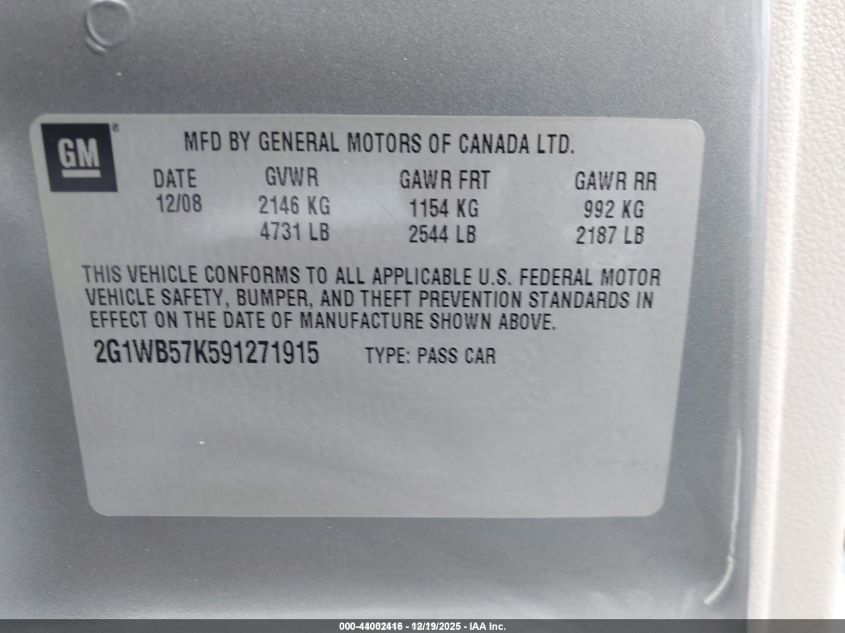 GM
MFD BY GENERAL MOTORS OF CANADA LTD.
DATE GVWR GAWR FRT GAWR RR
12/08 2146 KG 1154 KG 992 KG
4731 LB 2544 LB 2187 LB
THIS VEHICLE CONFORMS TO ALL APPLICABLE U.S. FEDERAL MOTOR
VEHICLE SAFETY, BUMPER, AND THEFT PREVENTION STANDARDS IN
EFFECT ON THE DATE OF MANUFACTURE SHOWN ABOVE.
2G1WB57K591271915 TYPE: PASS CAR
12/19/2025 - IAA Inc.